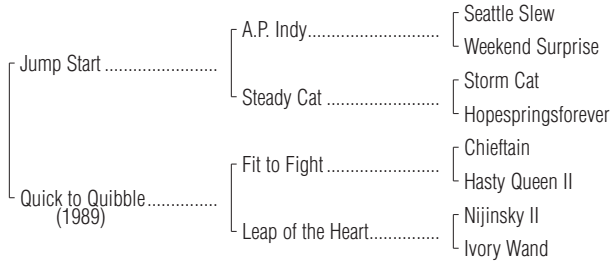 Seattle Slew
A.P. Indy......................................
Weekend Surprise
Jump Start ................................
Storm Cat
Steady Cat ................................
Hopespringsforever
Chieftain
Fit to Fight ................................
Hasty Queen II
Quick to Quibble....................
(1989)
Nijinsky II
Leap of the Heart....................
Ivory Wand